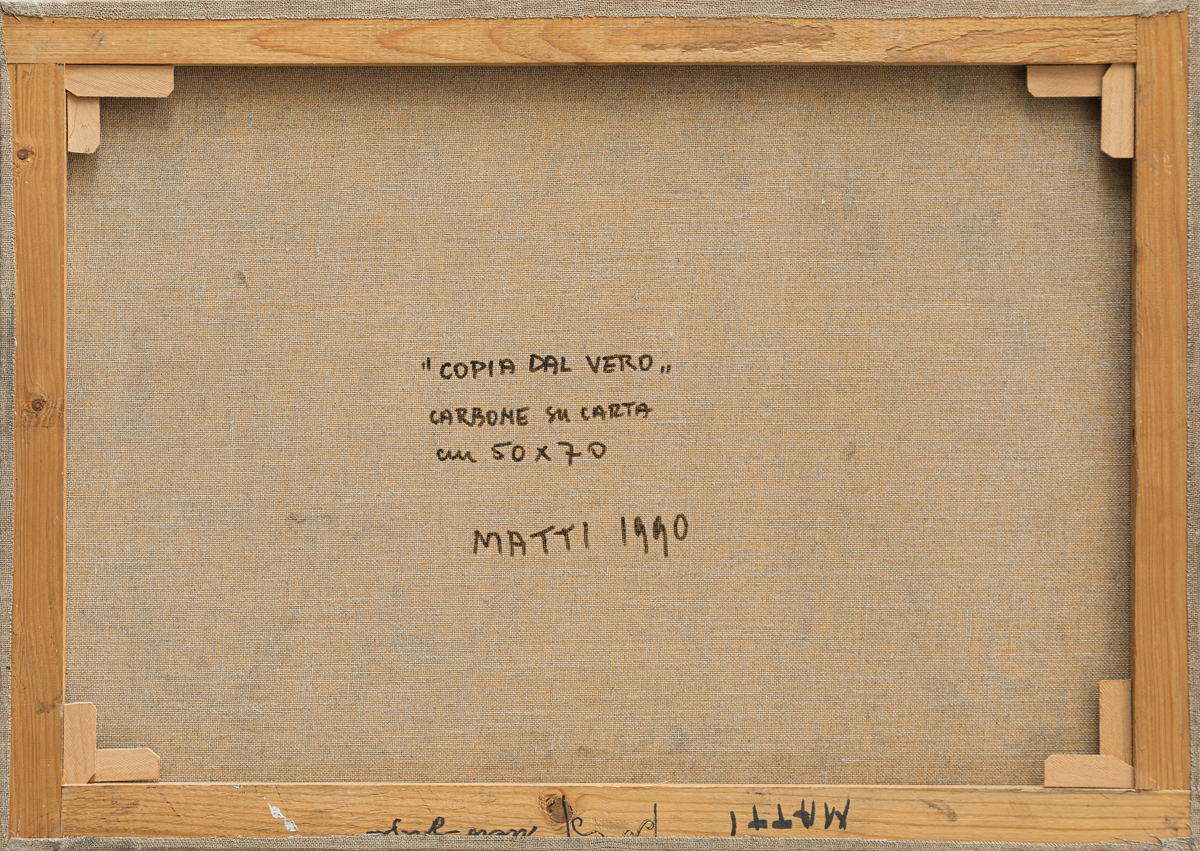 "COPIA DAL VERO„
CARBONE SU CARTA
cm 50x70
MATTI 1990
MATTI